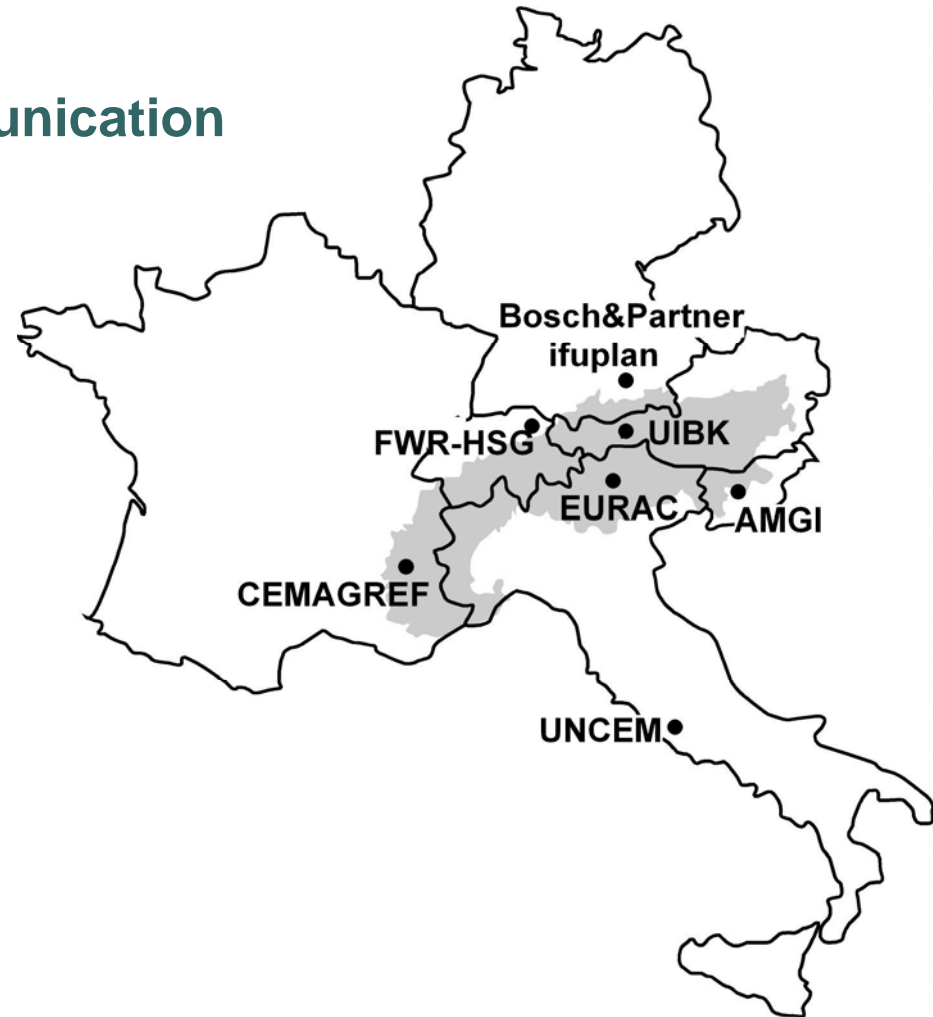 unication
Bosch&Partner
ifuplan
FWR-HSG
UIBK
EURAC
AMGI
CEMAGREF
UNCEM